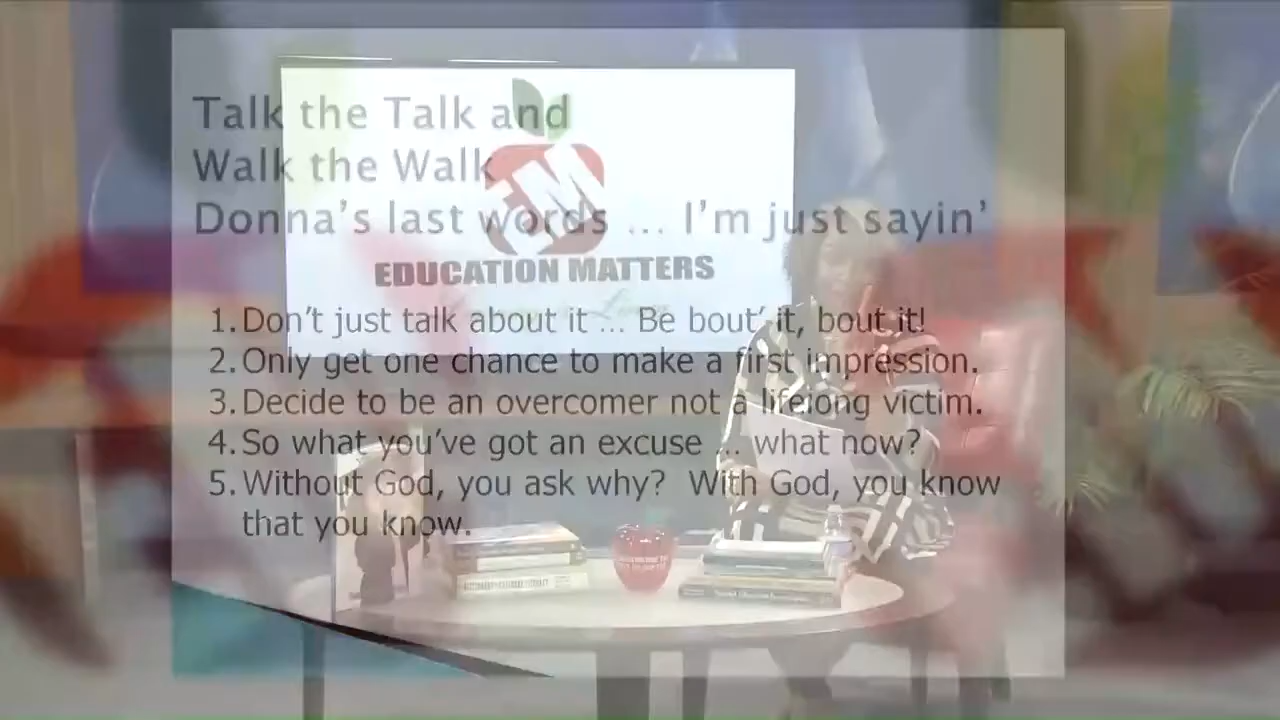 Talk the Talk and
Walk the Walk
Donna's last words ... I'm just sayin'
EM
EDUCATION MATTERS
1. Don't just talk about it ... Be bout' it, bout it!
2. Only get one chance to make a first impression.
3. Decide to be an overcomer not a lifelong victim.
4. So what you've got an excuse ... what now?
5. Without God, you ask why?  With God, you know
that you know.